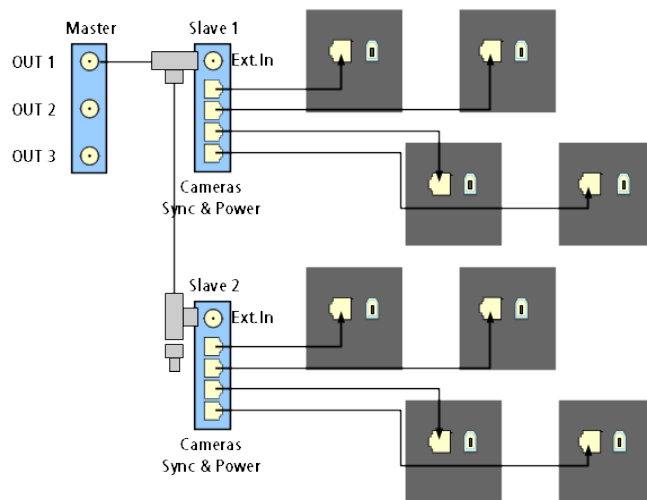 Master
Slave 1
OUT 1
Ext.In
OUT 2
OUT 3
Cameras
Sync & Power
Slave 2
Ext.In
Cameras
Sync & Power